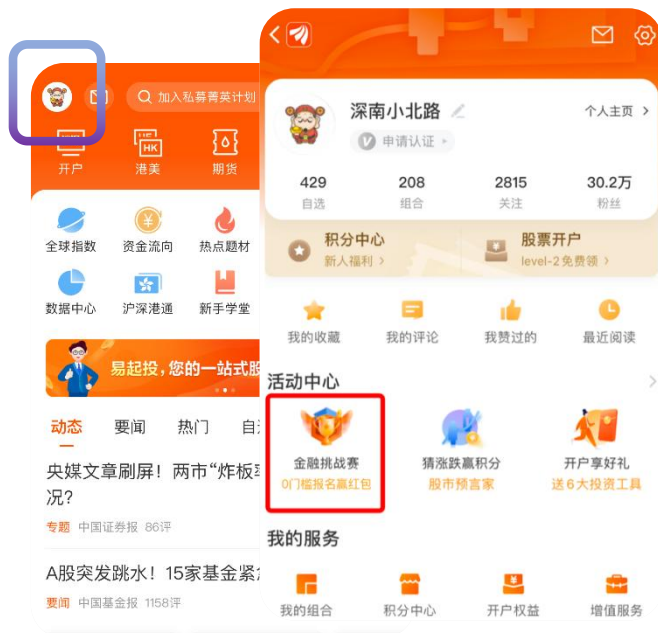 加入私募菁英计划
开户
港美
HK
期货
全球指数
资金流向
热点题材
数据中心
沪深港通
新手学堂
易起投，您的一站式股
动态
要闻
热门
央媒文章刷屏！两市“炸板
况？
专题 中国证券报 86评
A股突发跳水！15家基金紧
要闻 中国基金报 1158评
深南小北路
个人主页
V 申请认证
429
208
2815
30.2万
自选
组合
关注
粉丝
积分中心
新人福利
股票开户
level-2免费领
我的收藏
我的评论
我赞过的
最近阅读
活动中心
金融挑战赛
0门槛报名赢红包
猜涨跌赢积分
股市预言家
开户享好礼
送6大投资工具
我的服务
我的组合
积分中心
开户权益
增值服务